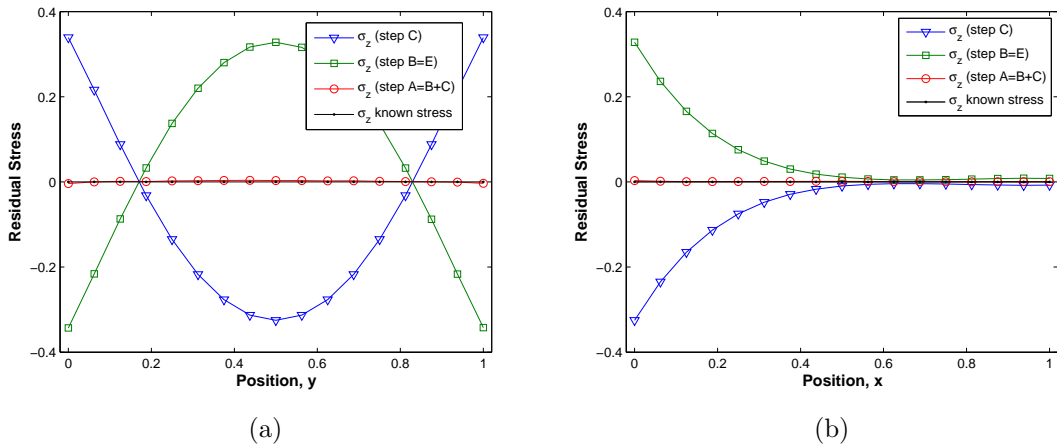 0.4
0.2
0
−0.2
−0.4
Residual Stress
0 0.2 0.4 0.6 0.8 1
Position, y
σz (step C)
σz (step B=E)
σz (step A=B+C)
σz known stress
(a)
0.4
0.2
0
−0.2
−0.4
Residual Stress
0 0.2 0.4 0.6 0.8 1
Position, x
σz (step C)
σz (step B=E)
σz (step A=B+C)
σz known stress
(b)